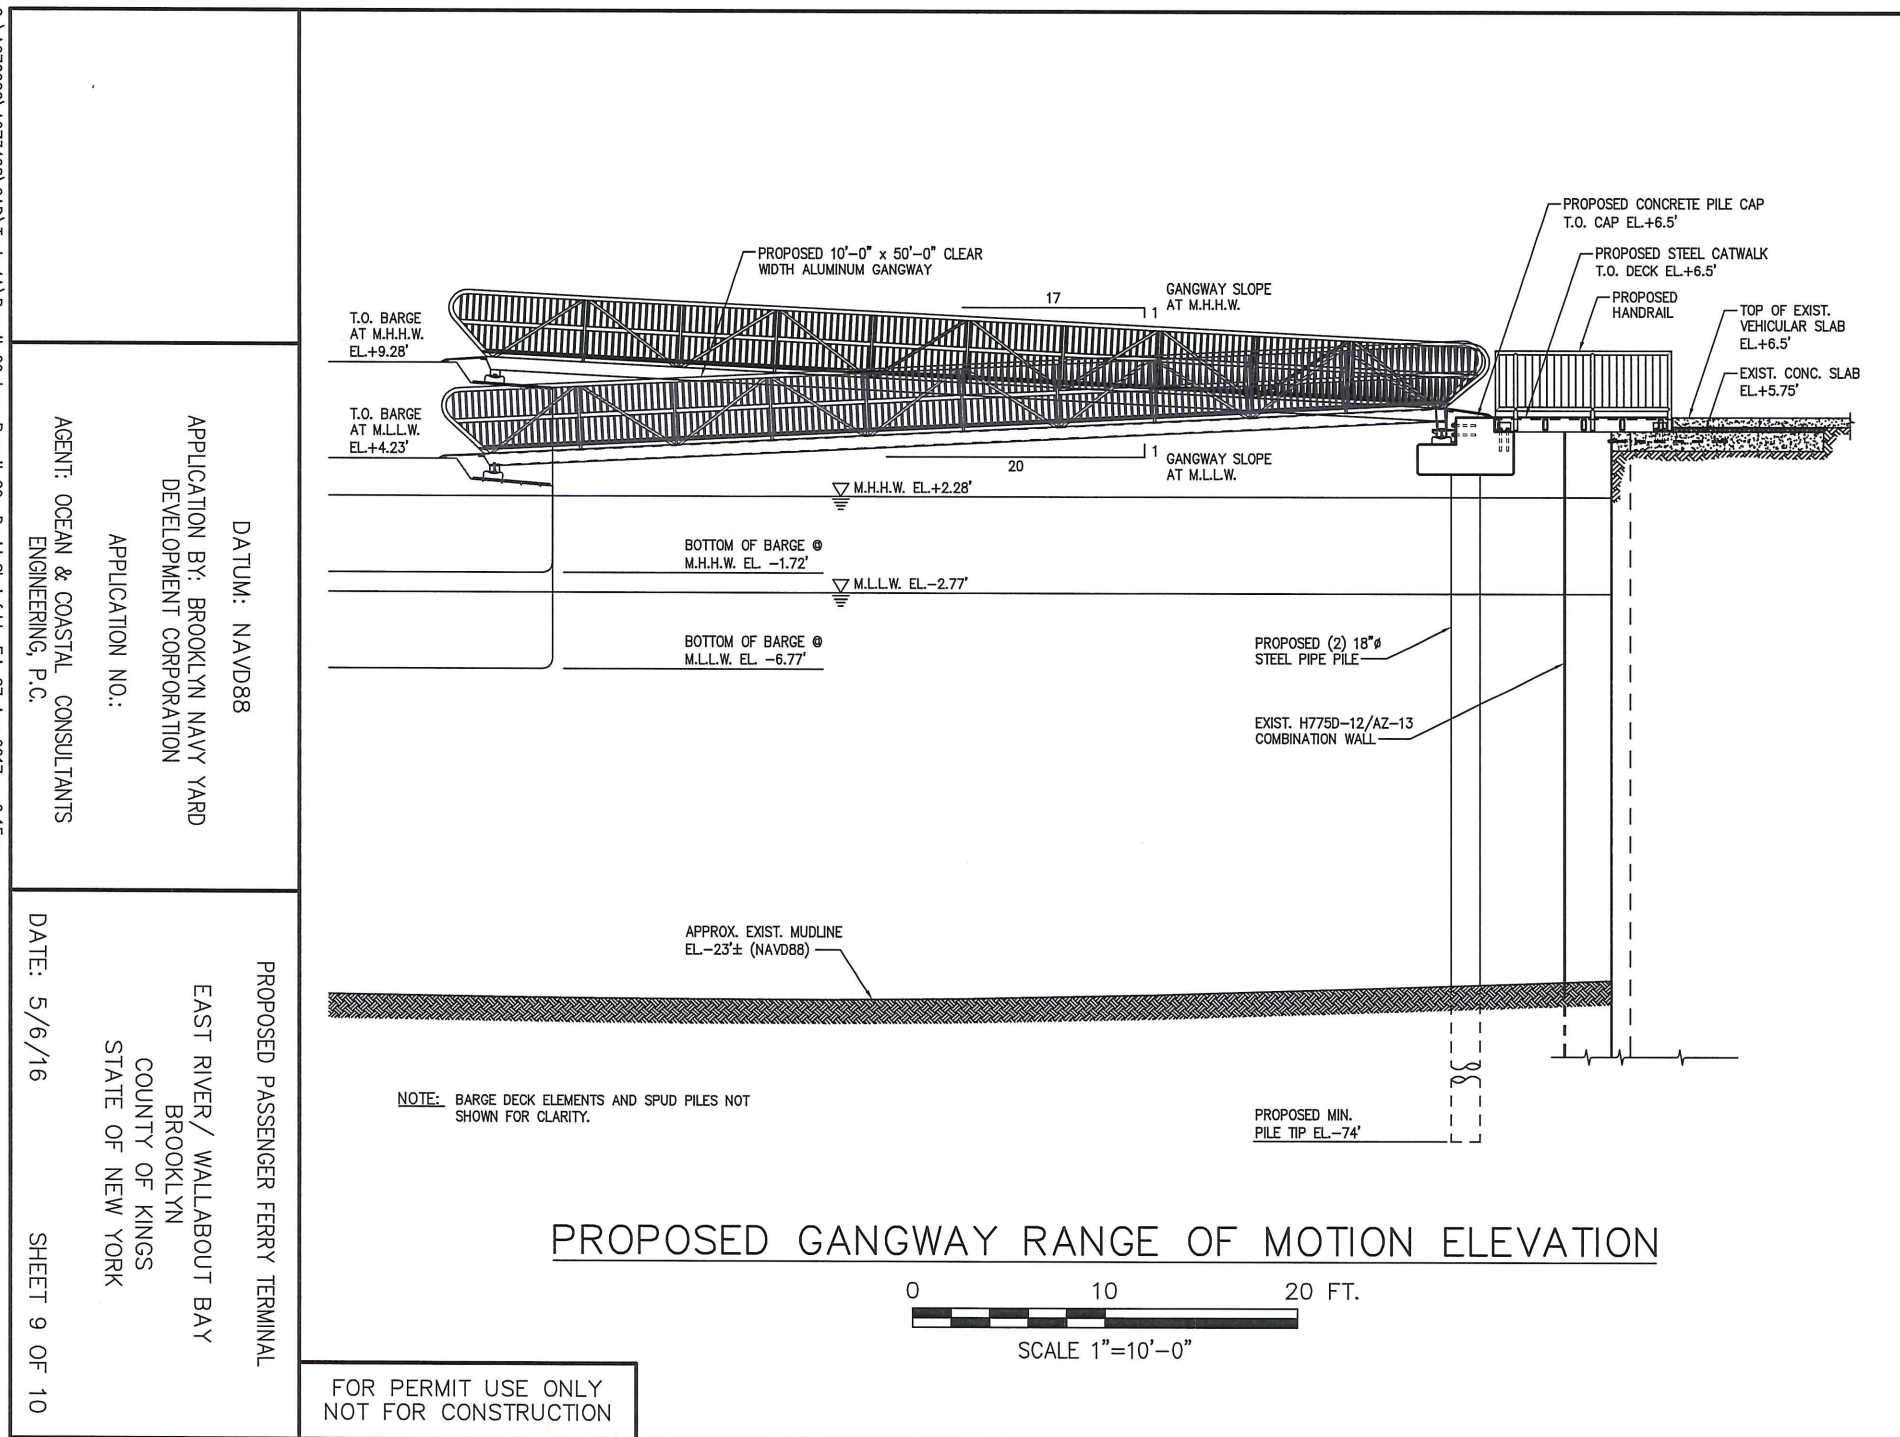 PROPOSED CONCRETE PILE CAP
T.O. CAP EL.+6.5'
PROPOSED STEEL CATWALK
T.O. DECK EL.+6.5'
PROPOSED
HANDRAIL
TOP OF EXIST.
VEHICULAR SLAB
EL.+6.5'
EXIST. CONC. SLAB
EL.+5.75'
PROPOSED 10'-0" x 50'-0" CLEAR
WIDTH ALUMINUM GANGWAY
17
1
GANGWAY SLOPE
AT M.H.H.W.
T.O. BARGE
AT M.H.H.W.
EL.+9.28'
T.O. BARGE
AT M.L.L.W.
EL.+4.23'
20
1
GANGWAY SLOPE
AT M.L.L.W.
M.H.H.W. EL.+2.28'
BOTTOM OF BARGE @
M.H.H.W. EL. -1.72'
M.L.L.W. EL.-2.77'
BOTTOM OF BARGE @
M.L.L.W. EL. -6.77'
PROPOSED (2) 18"ø
STEEL PIPE PILE
EXIST. H775D-12/AZ-13
COMBINATION WALL
APPROX. EXIST. MUDLINE
EL.-23'± (NAVD88)
NOTE: BARGE DECK ELEMENTS AND SPUD PILES NOT
SHOWN FOR CLARITY.
PROPOSED MIN.
PILE TIP EL.-74'
PROPOSED GANGWAY RANGE OF MOTION ELEVATION
0 10 20 FT.
SCALE 1"=10'-0"
FOR PERMIT USE ONLY
NOT FOR CONSTRUCTION
DATUM: NAVD88
APPLICATION BY: BROOKLYN NAVY YARD
DEVELOPMENT CORPORATION
APPLICATION NO.:
AGENT: OCEAN & COASTAL CONSULTANTS
ENGINEERING, P.C.
PROPOSED PASSENGER FERRY TERMINAL
EAST RIVER/ WALLABOUT BAY
BROOKLYN
COUNTY OF KINGS
STATE OF NEW YORK
DATE: 5/6/16 SHEET 9 OF 10